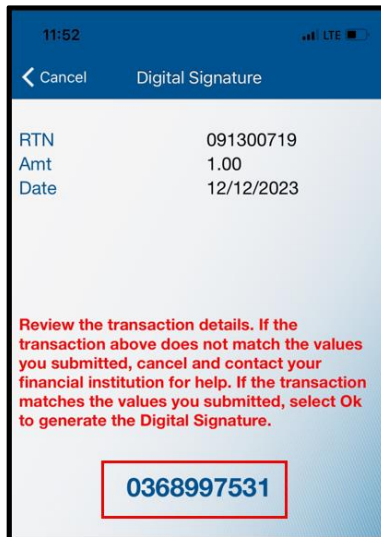 11:52 LTE
Cancel Digital Signature
RTN 091300719
Amt 1.00
Date 12/12/2023
Review the transaction details. If the
transaction above does not match the values
you submitted, cancel and contact your
financial institution for help. If the transaction
matches the values you submitted, select Ok
to generate the Digital Signature.
0368997531